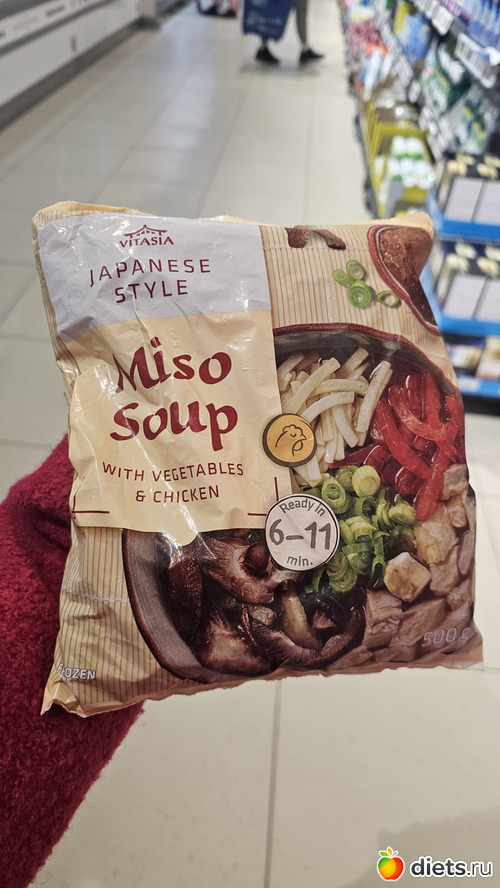 VITASIA
JAPANESE
STYLE
Miso
Soup
WITH VEGETABLES
& CHICKEN
Ready in
6–11
min.
500 g
FROZEN
diets.ru